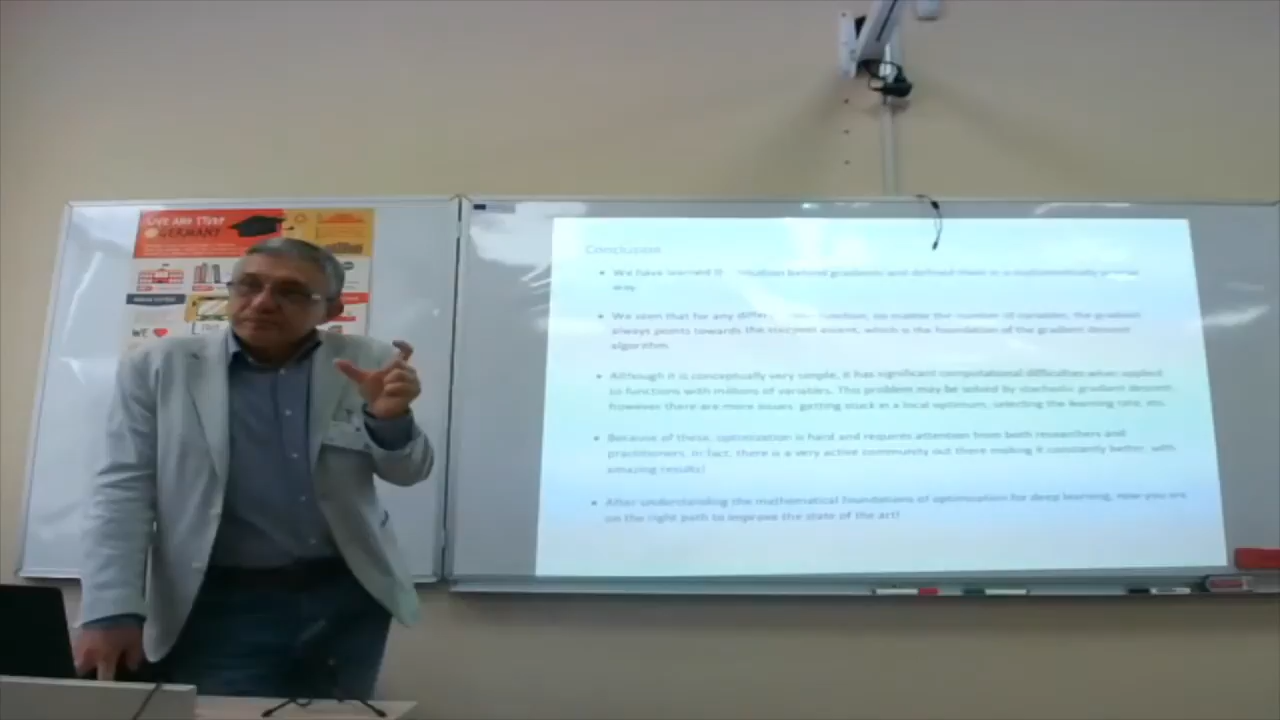 LIVE AND STUDY
GERMANY
WE
Conclusion
We have learned behind gradients and defined them in a mathematically
way.
We seen that for any function, no matter the number of variables, the gradient
always points towards the steepest ascent, which is the foundation of the gradient descent
algorithm.
Although it is conceptually very simple, it has significant computational difficulties when applied
to functions with millions of variables. This problem may be solved by stochastic gradient descent
however there are more issues: getting stuck in a local optimum, selecting the learning rate, etc.
Because of these, optimization is hard and requires attention from both researchers and
practitioners. In fact, there is a very active community out there making it constantly better, with
amazing results!
After understanding the mathematical foundations of optimization for deep learning, now you are
on the right path to improve the state of the art!